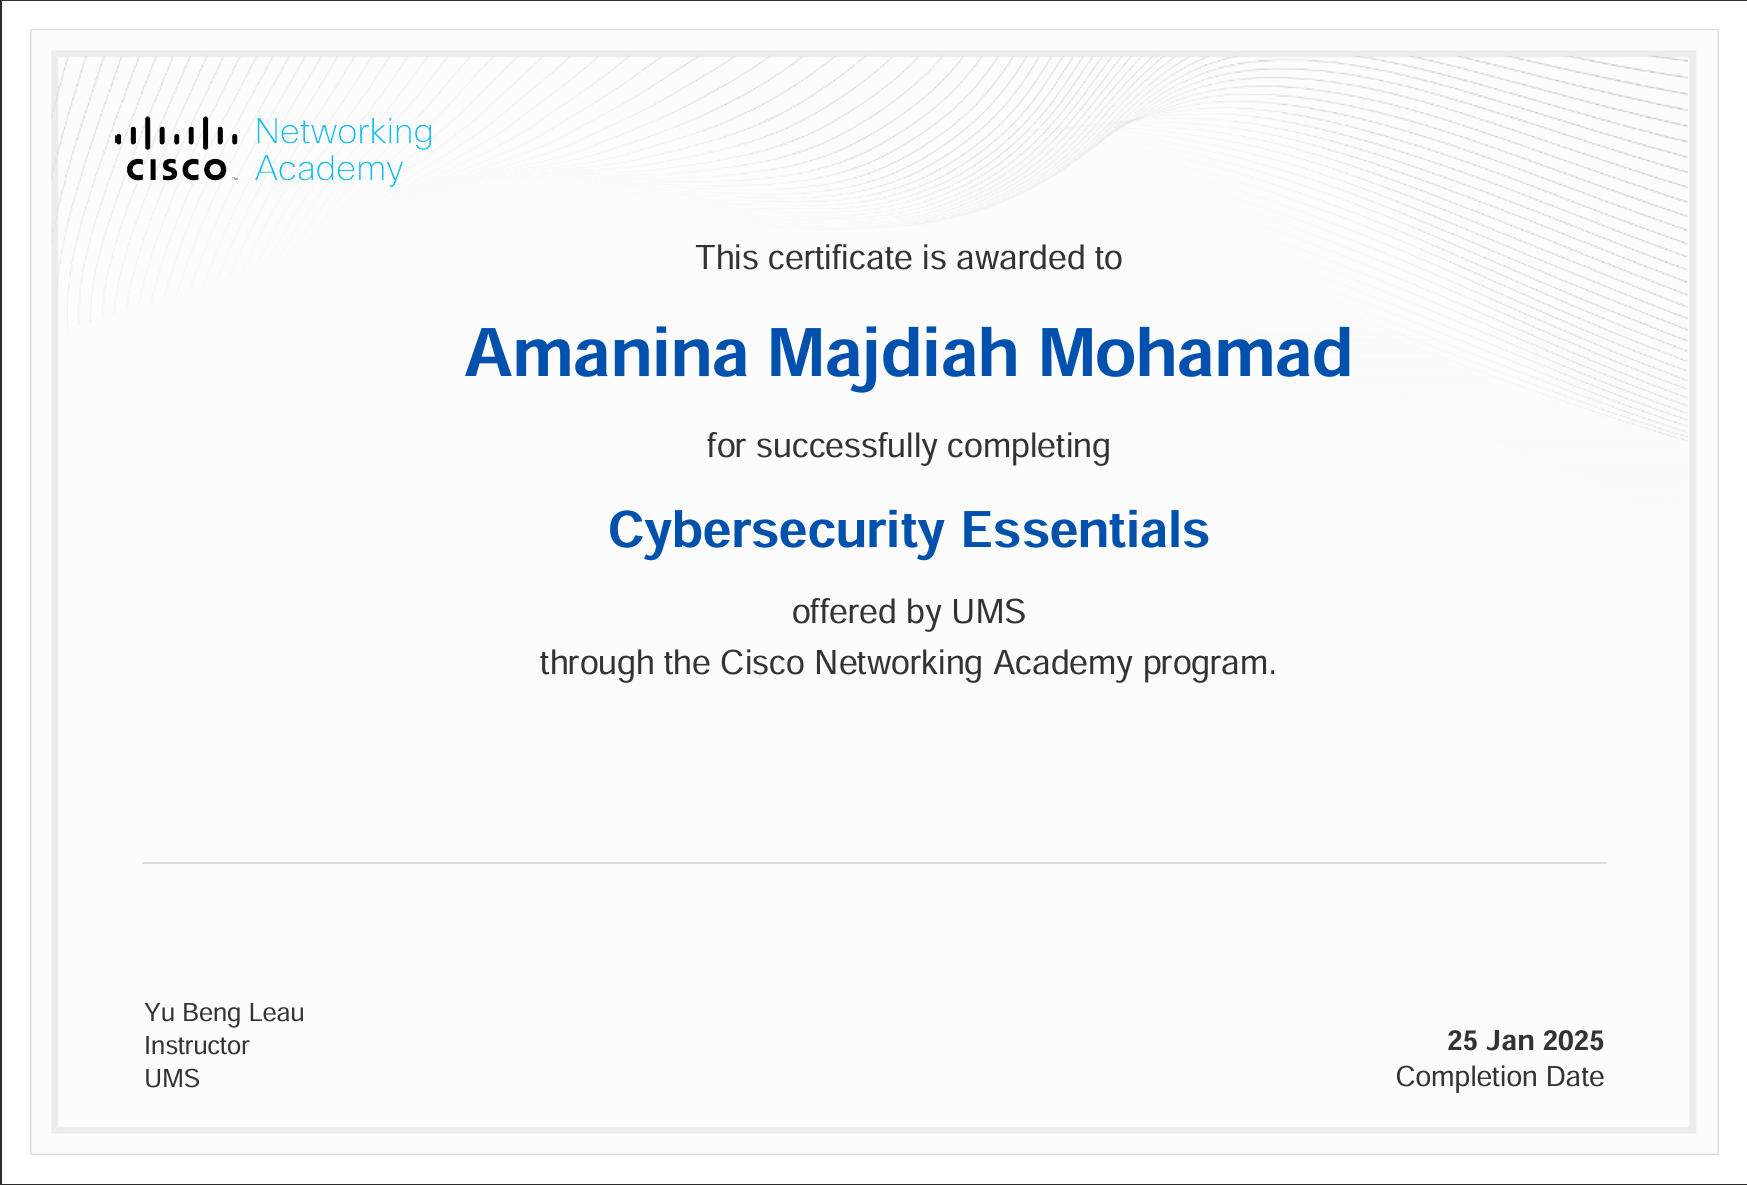 CISCO
Networking
Academy
This certificate is awarded to
Amanina Majdiah Mohamad
for successfully completing
Cybersecurity Essentials
offered by UMS
through the Cisco Networking Academy program.
Yu Beng Leau
Instructor
UMS
25 Jan 2025
Completion Date